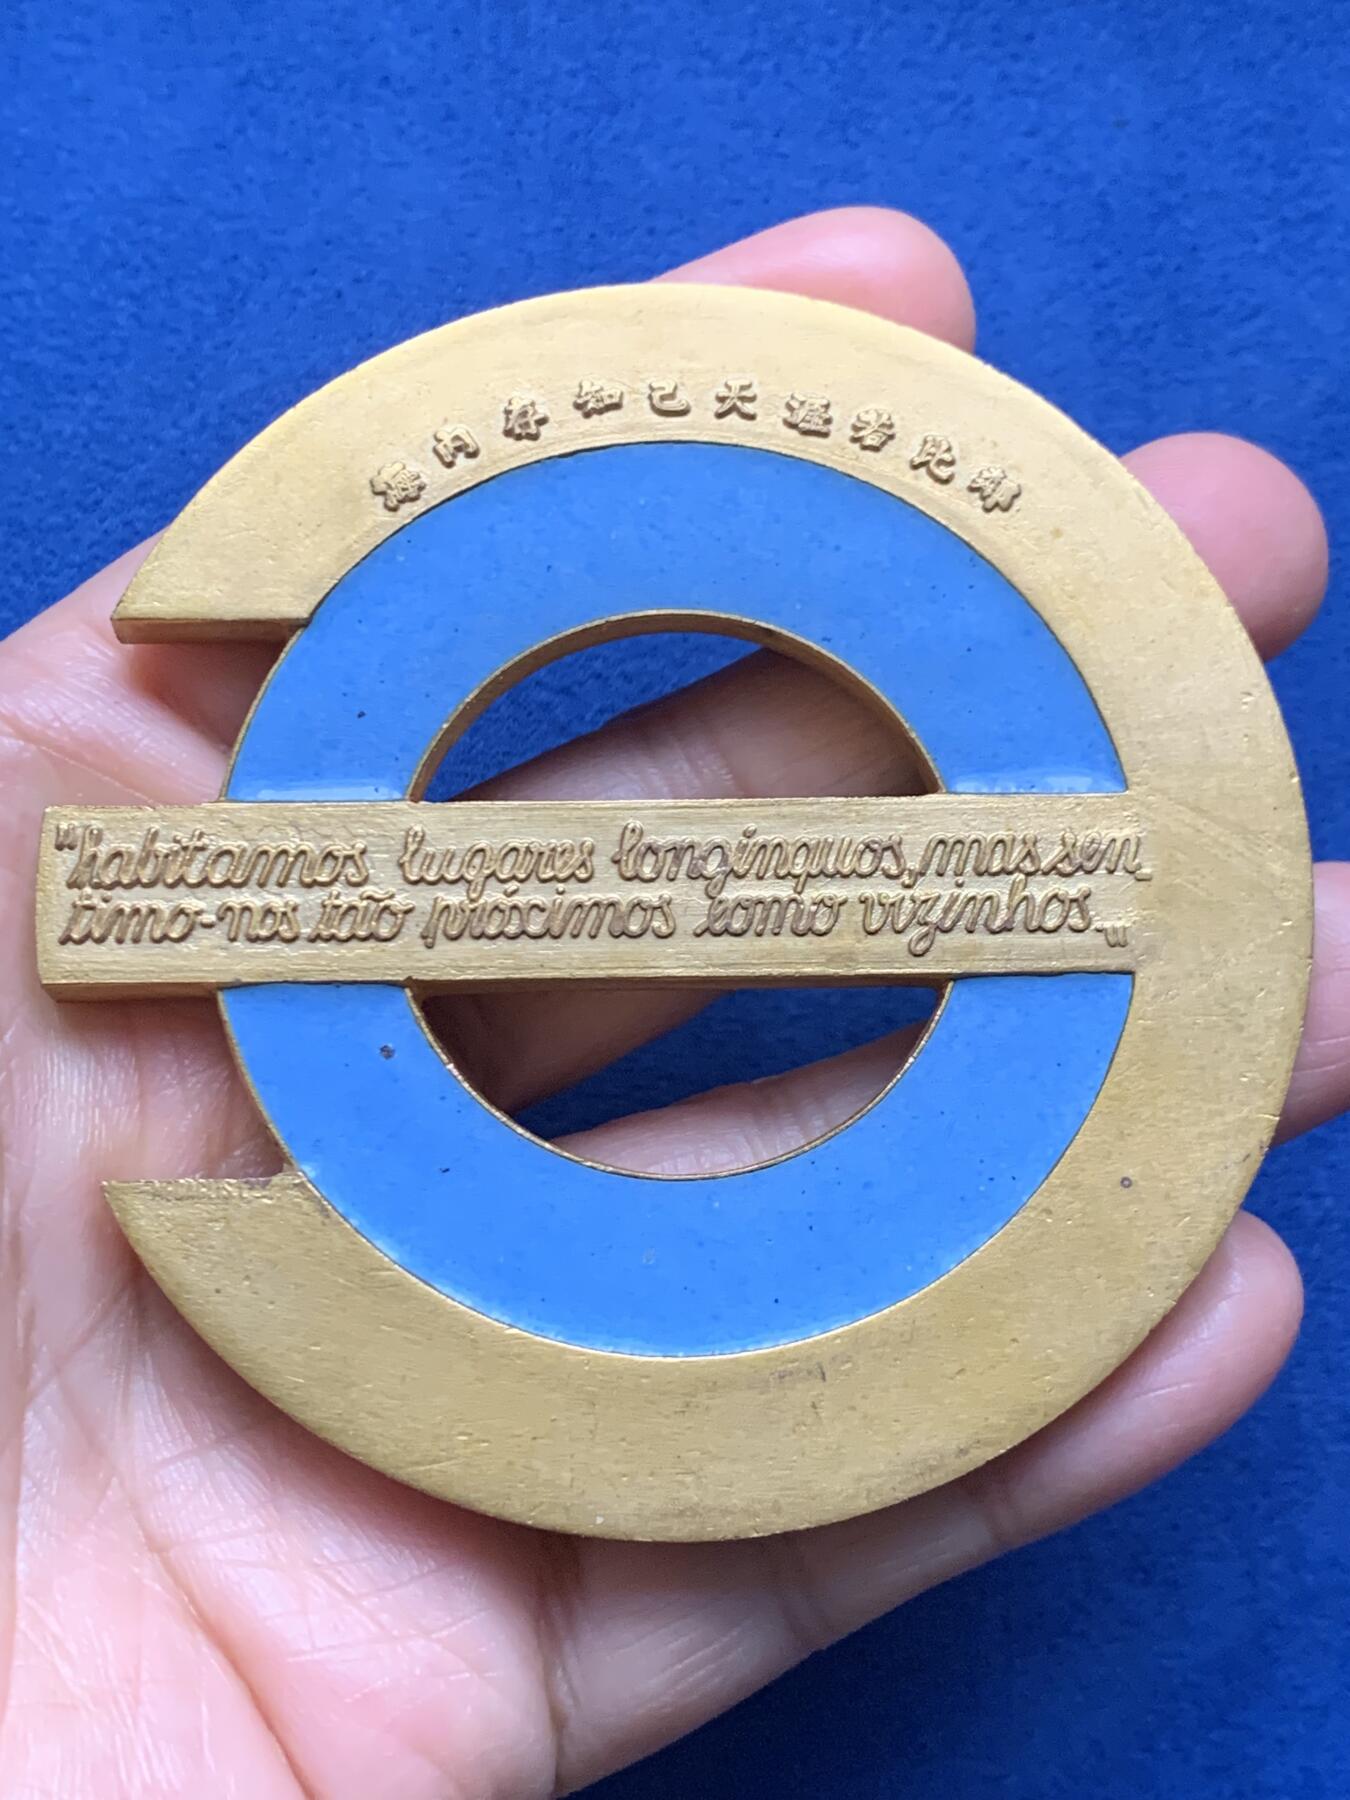 海內存知己天涯若比鄰
"habitamos lugares longínquos, mas sen_
timo-nos tão próximos como vizinhos."